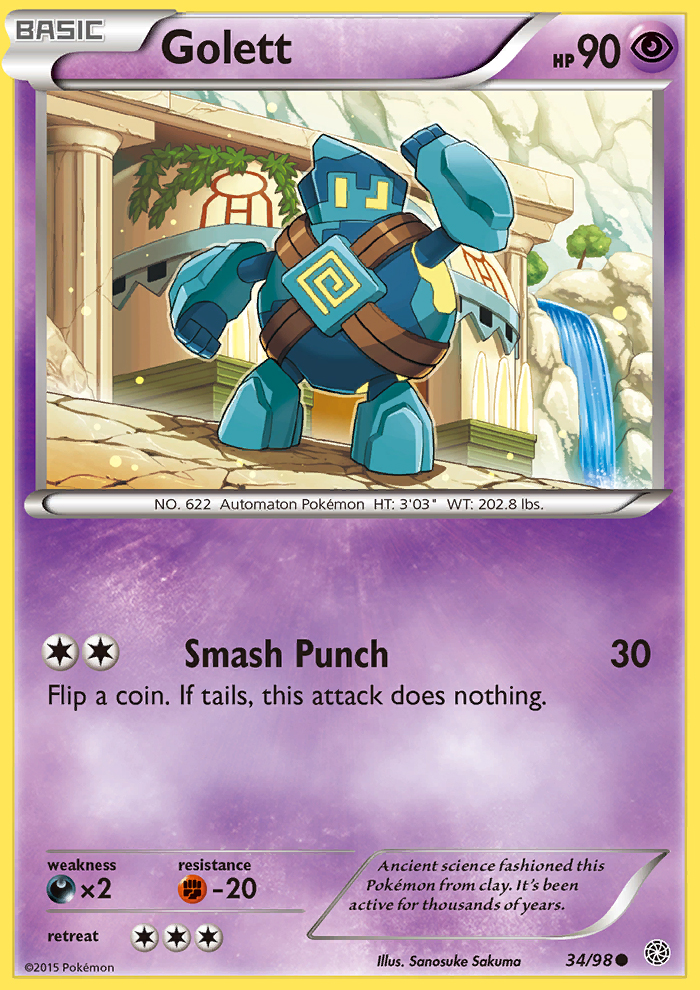 BASIC
Golett
HP 90
NO. 622 Automaton Pokémon HT: 3'03" WT: 202.8 lbs.
Smash Punch 30
Flip a coin. If tails, this attack does nothing.
weakness
×2
resistance
-20
Ancient science fashioned this
Pokémon from clay. It's been
active for thousands of years.
retreat
©2015 Pokémon
Illus. Sanosuke Sakuma
34/98